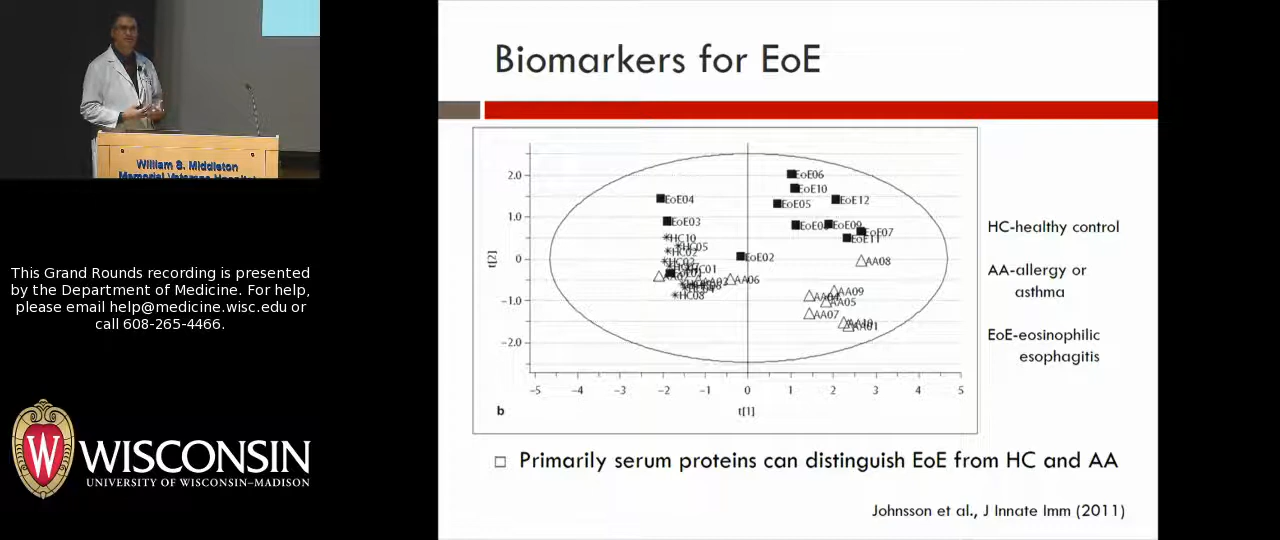 William S. Middleton
Memorial Veterans Hospital
This Grand Rounds recording is presented
by the Department of Medicine. For help,
please email help@medicine.wisc.edu or
call 608-265-4466.
W
WISCONSIN
UNIVERSITY OF WISCONSIN–MADISON
Biomarkers for EoE
2.0
1.0
0
-1.0
-2.0
t[2]
EoE06
EoE10
EoE04
EoE12
EoE05
EoE03
EoE09
EoE07
HC10
EoE11
HC05
HC02
EoE02
AA08
HC01
AA06
AA09
HC08
AA05
AA07
AA01
-5 -4 -3 -2 -1 0 1 2 3 4 5
b
t[1]
HC-healthy control
AA-allergy or
asthma
EoE-eosinophilic
esophagitis
Primarily serum proteins can distinguish EoE from HC and AA
Johnsson et al., J Innate Imm (2011)